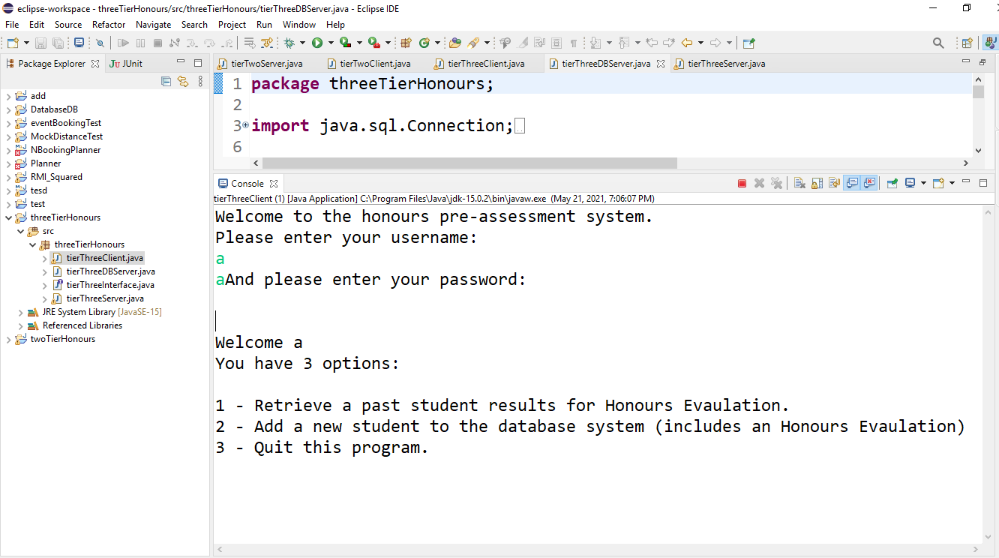 eclipse-workspace - threeTierHonours/src/threeTierHonours/tierThreeDBServer.java - Eclipse IDE
File Edit Source Refactor Navigate Search Project Run Window Help
Package Explorer JUnit
add
DatabaseDB
eventBookingTest
MockDistanceTest
NBookingPlanner
Planner
RMI_Squared
tesd
test
threeTierHonours
src
threeTierHonours
tierThreeClient.java
tierThreeDBServer.java
tierThreeInterface.java
tierThreeServer.java
JRE System Library [JavaSE-15]
Referenced Libraries
twoTierHonours
tierTwoServer.java tierTwoClient.java tierThreeClient.java tierThreeDBServer.java tierThreeServer.java
1 package threeTierHonours;
2
3 import java.sql.Connection;
6
Console
tierThreeClient (1) [Java Application] C:\Program Files\Java\jdk-15.0.2\bin\javaw.exe (May 21, 2021, 7:06:07 PM)
Welcome to the honours pre-assessment system.
Please enter your username:
a
aAnd please enter your password:
Welcome a
You have 3 options:
1 - Retrieve a past student results for Honours Evaulation.
2 - Add a new student to the database system (includes an Honours Evaulation)
3 - Quit this program.